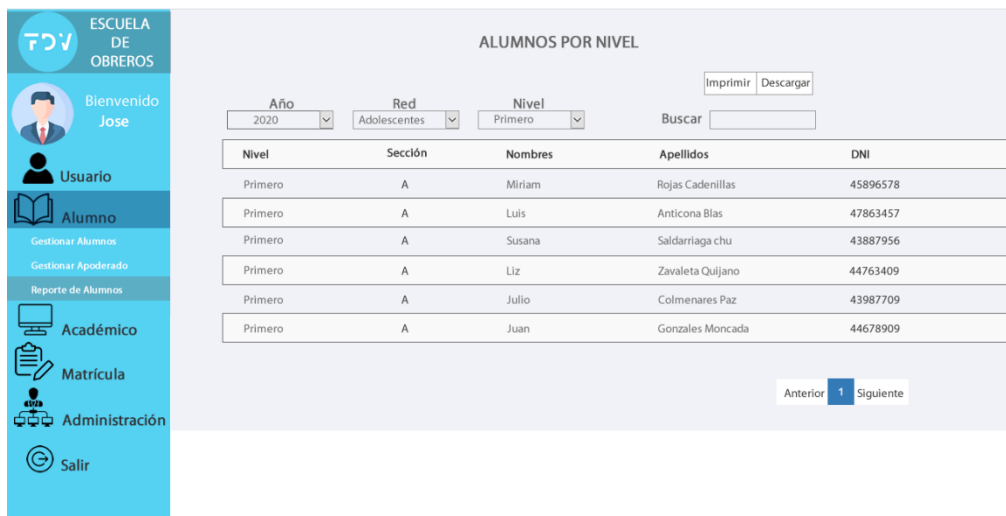 FDV
ESCUELA
DE
OBREROS
Bienvenido
Jose
Usuario
Alumno
Gestionar Alumnos
Gestionar Apoderado
Reporte de Alumnos
Académico
Matrícula
Administración
Salir
ALUMNOS POR NIVEL
Imprimir Descargar
Año Red Nivel
2020 Adolescentes Primero Buscar
Nivel Sección Nombres Apellidos DNI
Primero A Miriam Rojas Cadenillas 45896578
Primero A Luis Anticona Blas 47863457
Primero A Susana Saldarriaga chu 43887956
Primero A Liz Zavaleta Quijano 44763409
Primero A Julio Colmenares Paz 43987709
Primero A Juan Gonzales Moncada 44678909
Anterior 1 Siguiente